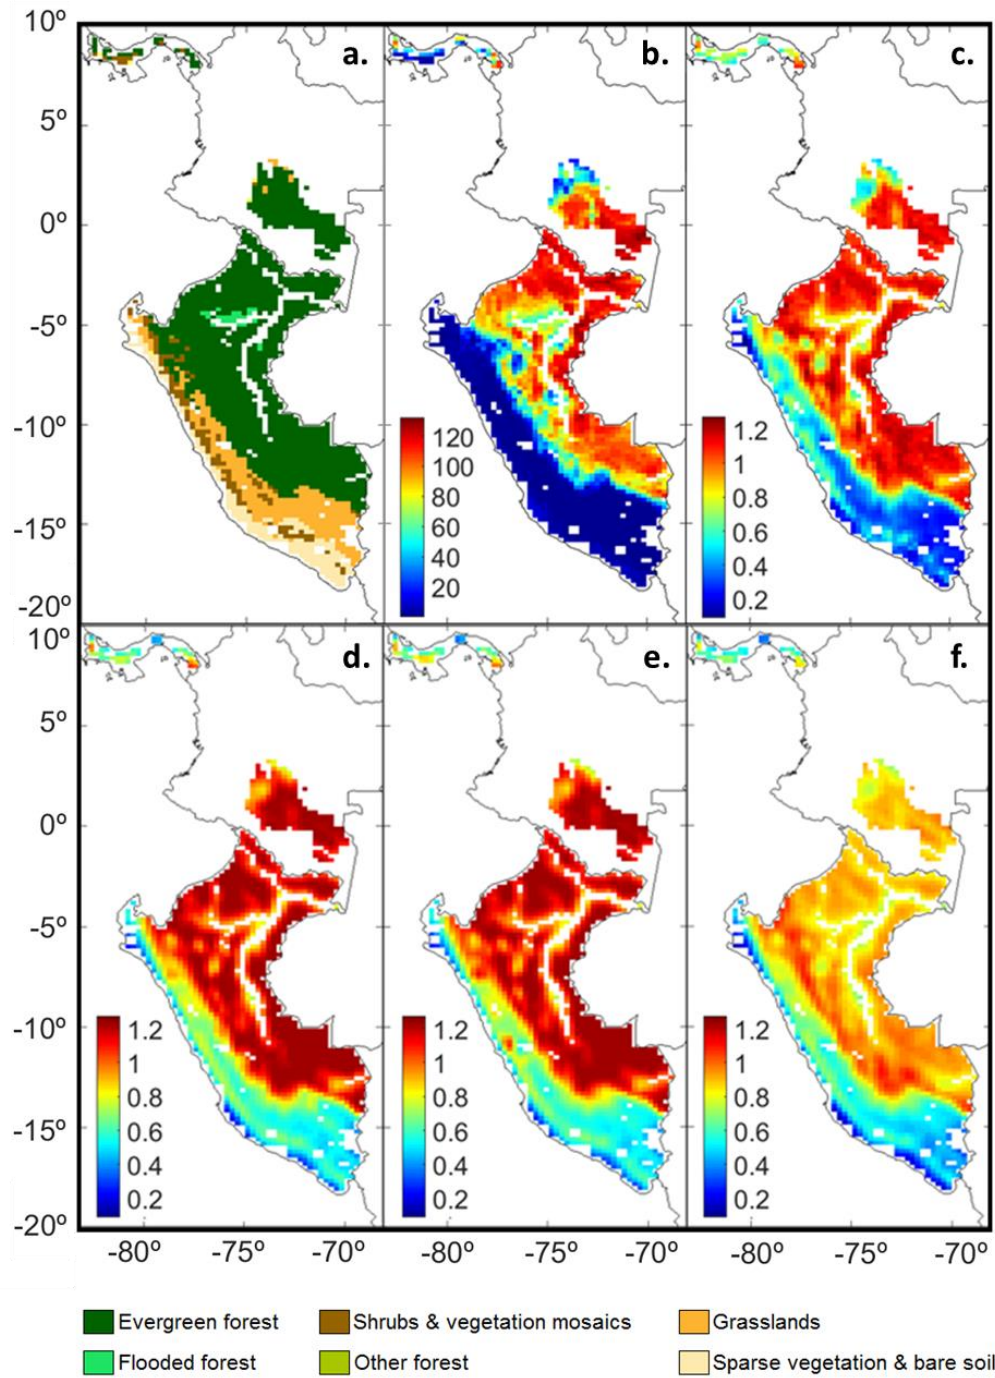 10º
a.
b.
c.
5º
0º
-5º
-10º
120
100
80
60
40
20
1.2
1
0.8
0.6
0.4
0.2
-15º
-20º
10º
d.
e.
f.
5º
0º
-5º
-10º
1.2
1
0.8
0.6
0.4
0.2
1.2
1
0.8
0.6
0.4
0.2
1.2
1
0.8
0.6
0.4
0.2
-15º
-20º
-80º -75º -70º -80º -75º -70º -80º -75º -70º
Evergreen forest Shrubs & vegetation mosaics Grasslands
Flooded forest Other forest Sparse vegetation & bare soil